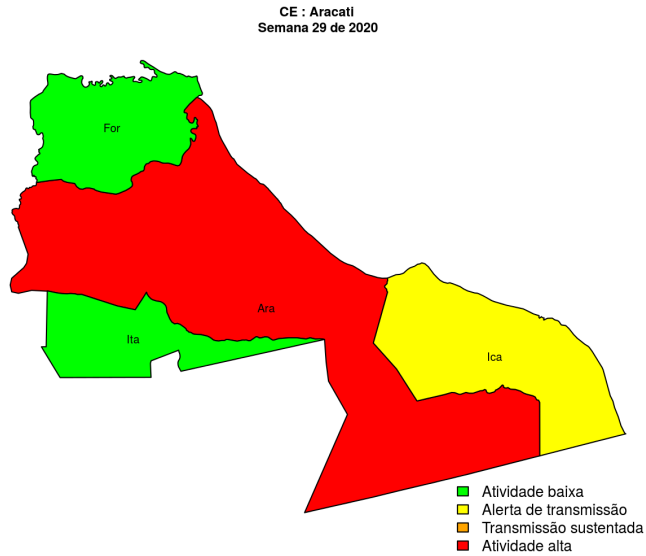 CE : Aracati
Semana 29 de 2020
For
Ara
Ita
Ica
Atividade baixa
Alerta de transmissão
Transmissão sustentada
Atividade alta